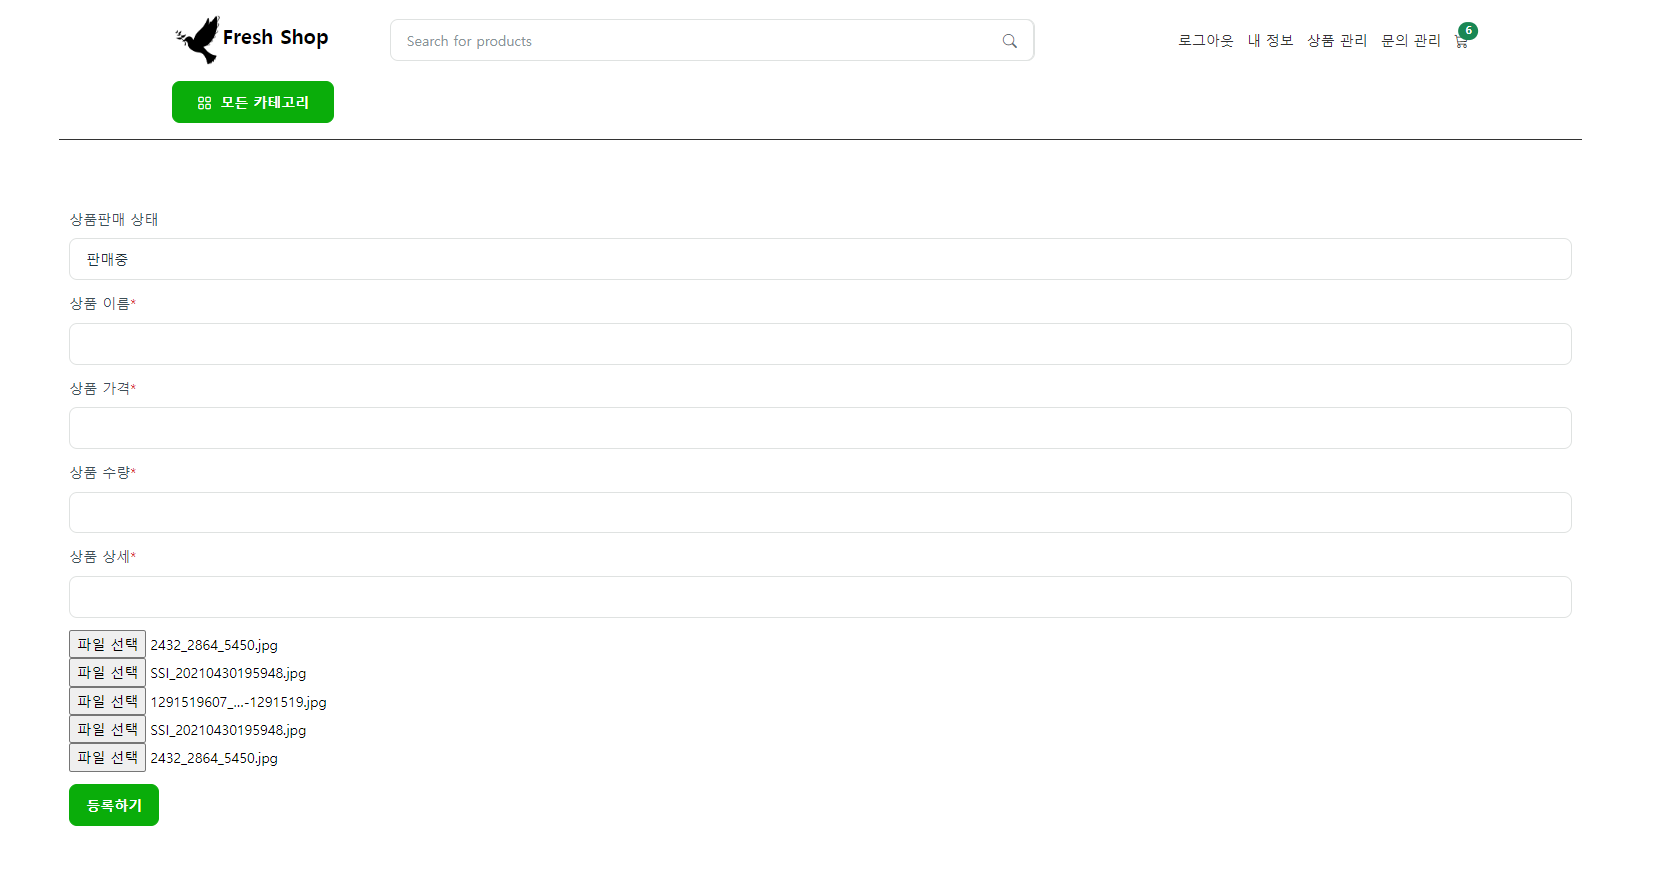 Fresh Shop
Search for products
로그아웃 내 정보 상품 관리 문의 관리 6
모든 카테고리
상품판매 상태
판매중
상품 이름*
상품 가격*
상품 수량*
상품 상세*
파일 선택 2432_2864_5450.jpg
파일 선택 SSI_20210430195948.jpg
파일 선택 1291519607_...-1291519.jpg
파일 선택 SSI_20210430195948.jpg
파일 선택 2432_2864_5450.jpg
등록하기